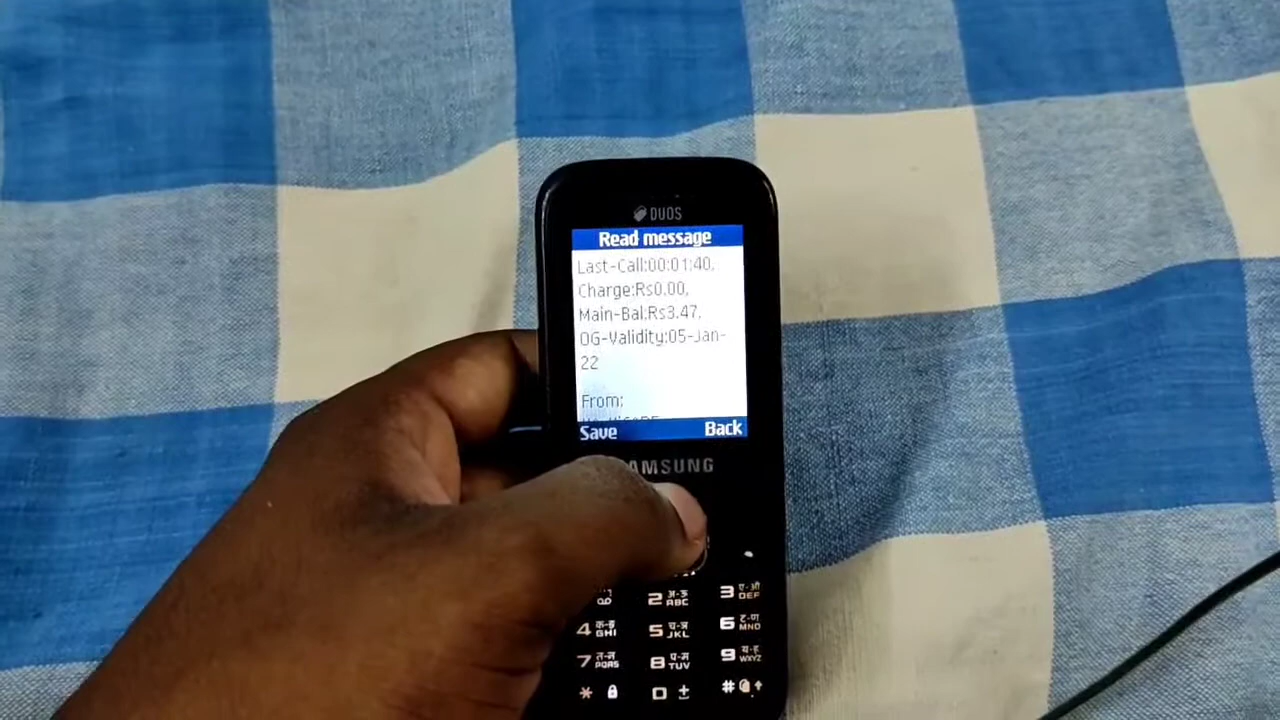 DUOS
Read message
Last-Call:00:01:40,
Charge:Rs0.00,
Main-Bal:Rs3.47,
OG-Validity:05-Jan-
22
From:
Save Back
AMSUNG
2 अ-ऋ ABC 3 ए-औ DEF
4 क-ङ GHI 5 च-ञ JKL 6 ट-ण MNO
7 त-न PQRS 8 प-म TUV 9 य-ह WXYZ
* 0 + #